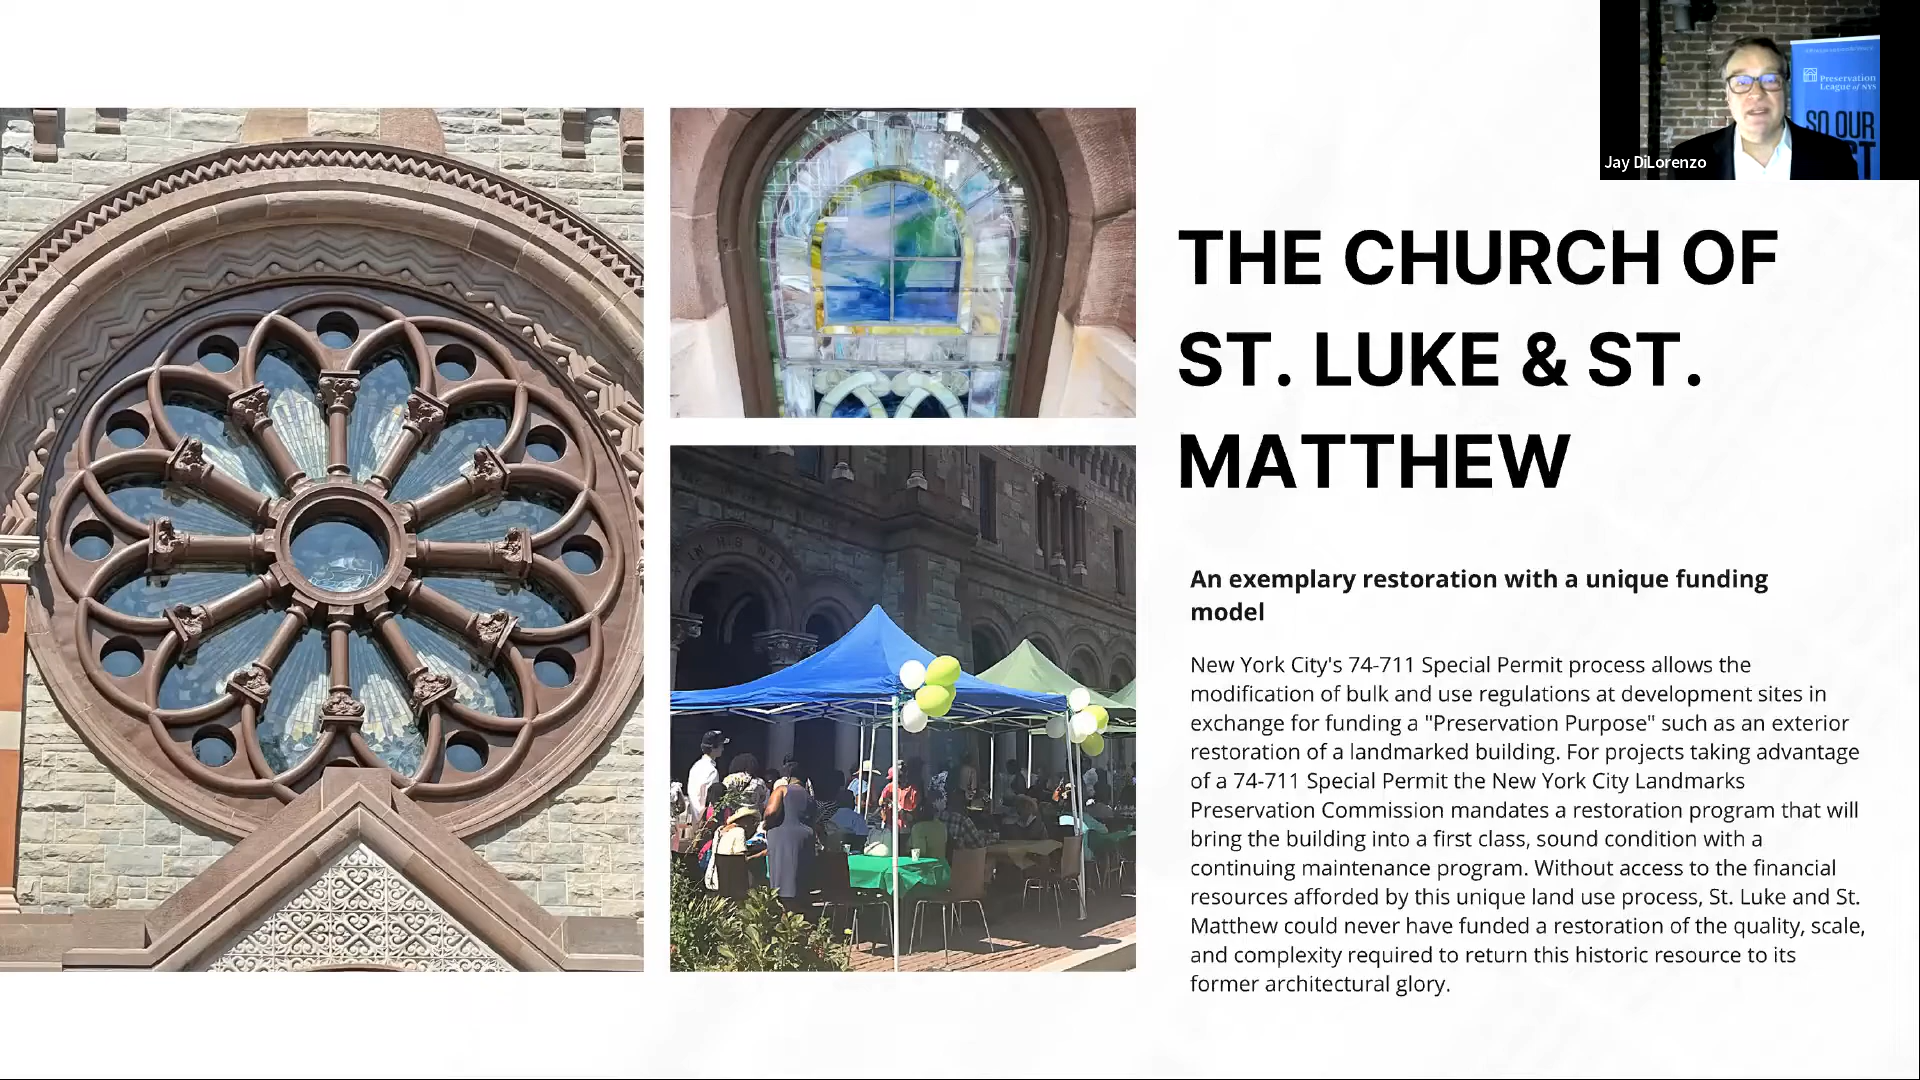 Preservation
League of NYS
SO OUR
Jay DiLorenzo
THE CHURCH OF
ST. LUKE & ST.
MATTHEW
IN HIS NAME
An exemplary restoration with a unique funding
model
New York City's 74-711 Special Permit process allows the
modification of bulk and use regulations at development sites in
exchange for funding a "Preservation Purpose" such as an exterior
restoration of a landmarked building. For projects taking advantage
of a 74-711 Special Permit the New York City Landmarks
Preservation Commission mandates a restoration program that will
bring the building into a first class, sound condition with a
continuing maintenance program. Without access to the financial
resources afforded by this unique land use process, St. Luke and St.
Matthew could never have funded a restoration of the quality, scale,
and complexity required to return this historic resource to its
former architectural glory.